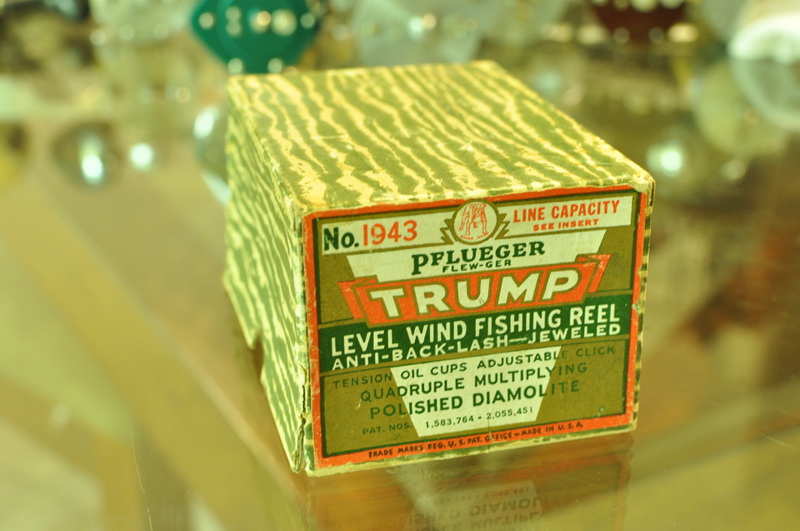 No. 1943
LINE CAPACITY
SEE INSERT
PFLUEGER
FLEW-GER
TRUMP
LEVEL WIND FISHING REEL
ANTI-BACK-LASH—JEWELED
TENSION OIL CUPS ADJUSTABLE CLICK
QUADRUPLE MULTIPLYING
POLISHED DIAMOLITE
PAT. NOS. 1,583,764 - 2,055,451
TRADE MARKS REG. U.S. PAT. OFFICE - MADE IN U.S.A.